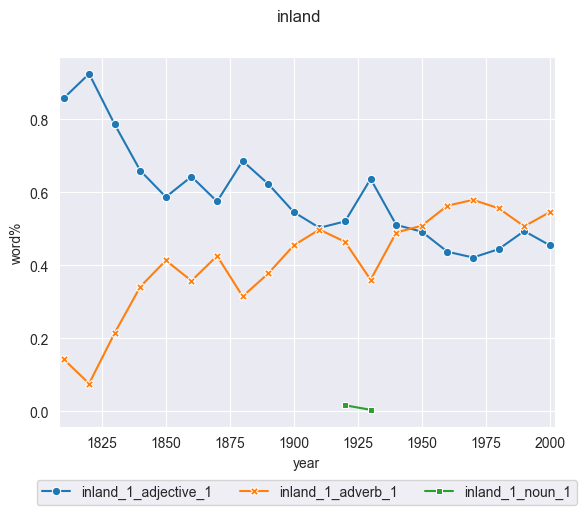 inland
word%
0.8
0.6
0.4
0.2
0.0
1825 1850 1875 1900 1925 1950 1975 2000
year
inland_1_adjective_1 inland_1_adverb_1 inland_1_noun_1